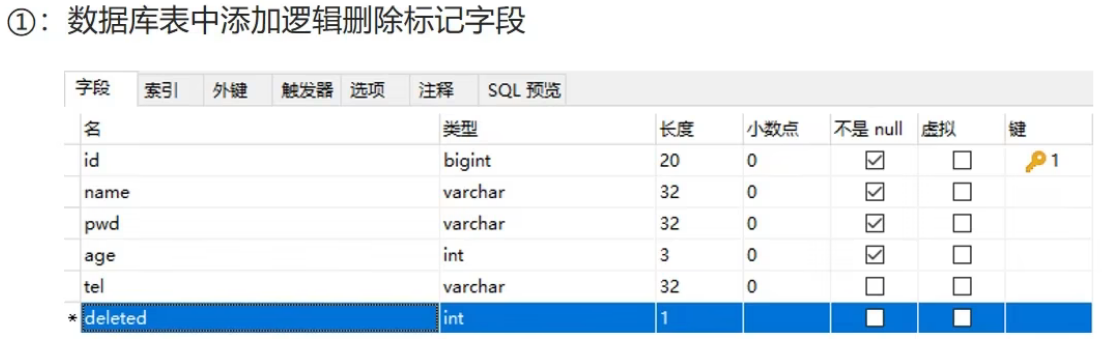 ①：数据库表中添加逻辑删除标记字段
字段 索引 外键 触发器 选项 注释 SQL 预览
名 类型 长度 小数点 不是 null 虚拟 键
id bigint 20 0 1
name varchar 32 0
pwd varchar 32 0
age int 3 0
tel varchar 32 0
* deleted int 1